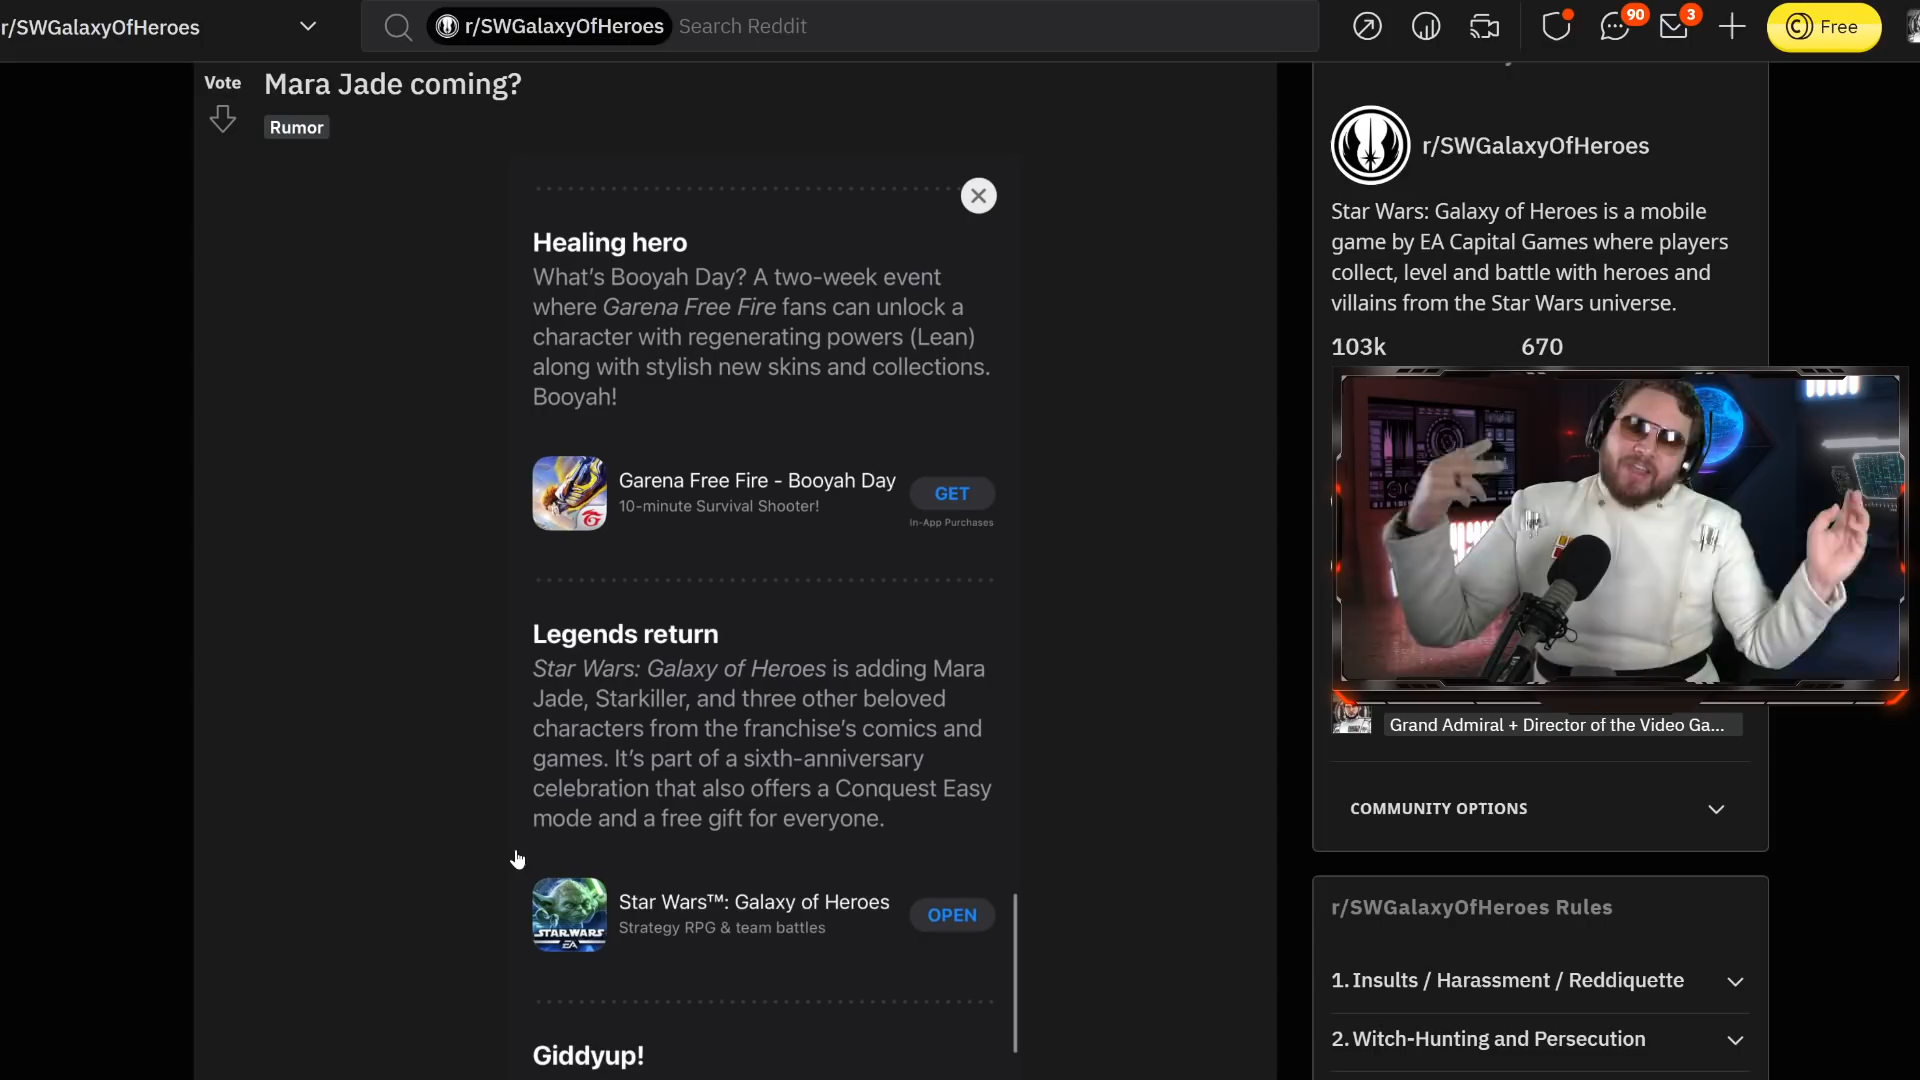 r/SWGalaxyOfHeroes
r/SWGalaxyOfHeroes Search Reddit
90
3
Free
Vote
Mara Jade coming?
Rumor
Healing hero
What's Booyah Day? A two-week event
where Garena Free Fire fans can unlock a
character with regenerating powers (Lean)
along with stylish new skins and collections.
Booyah!
Garena Free Fire - Booyah Day
10-minute Survival Shooter!
GET
In-App Purchases
Legends return
Star Wars: Galaxy of Heroes is adding Mara
Jade, Starkiller, and three other beloved
characters from the franchise's comics and
games. It's part of a sixth-anniversary
celebration that also offers a Conquest Easy
mode and a free gift for everyone.
STAR WARS
EA
Star Wars™: Galaxy of Heroes
Strategy RPG & team battles
OPEN
Giddyup!
r/SWGalaxyOfHeroes
Star Wars: Galaxy of Heroes is a mobile
game by EA Capital Games where players
collect, level and battle with heroes and
villains from the Star Wars universe.
103k
670
Grand Admiral + Director of the Video Ga...
COMMUNITY OPTIONS
r/SWGalaxyOfHeroes Rules
1. Insults / Harassment / Reddiquette
2. Witch-Hunting and Persecution